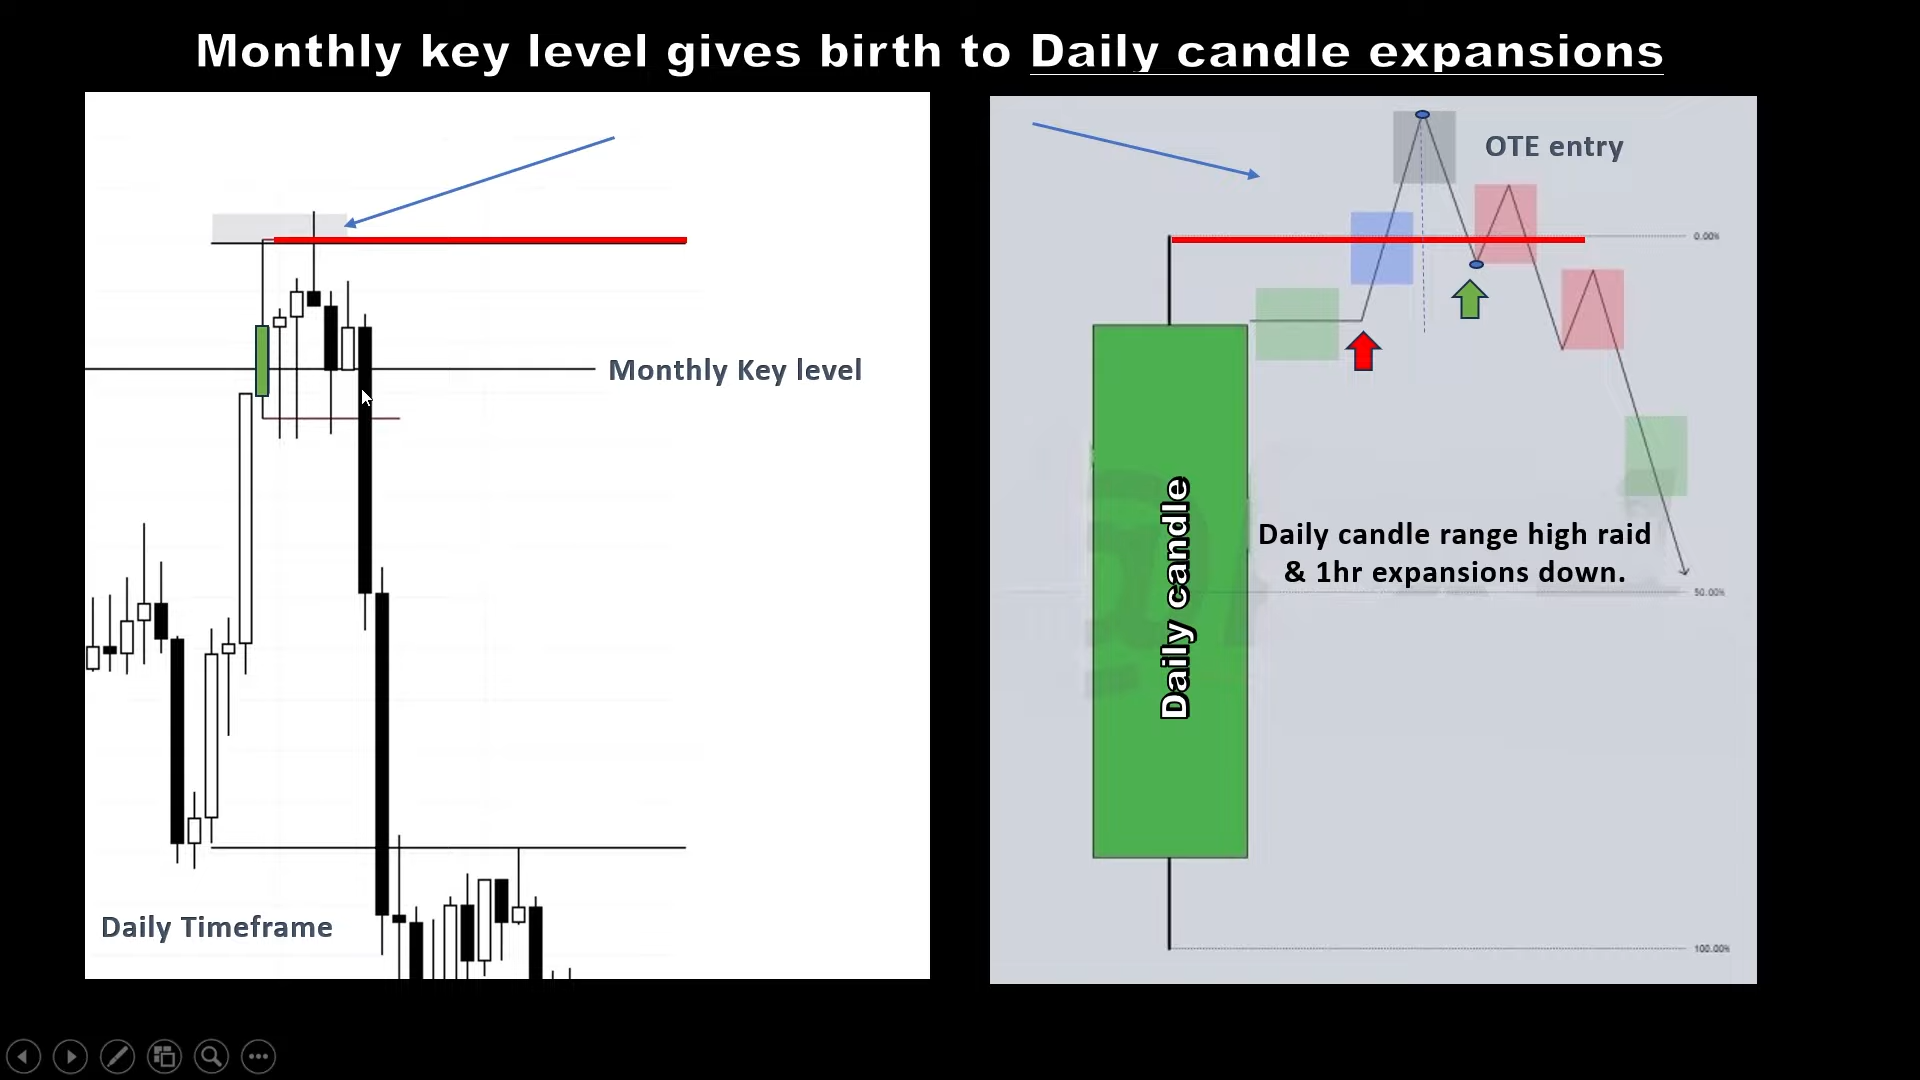 Monthly key level gives birth to Daily candle expansions
Monthly Key level
Daily Timeframe
OTE entry
0.00%
Daily candle
Daily candle range high raid
& 1hr expansions down.
50.00%
100.00%